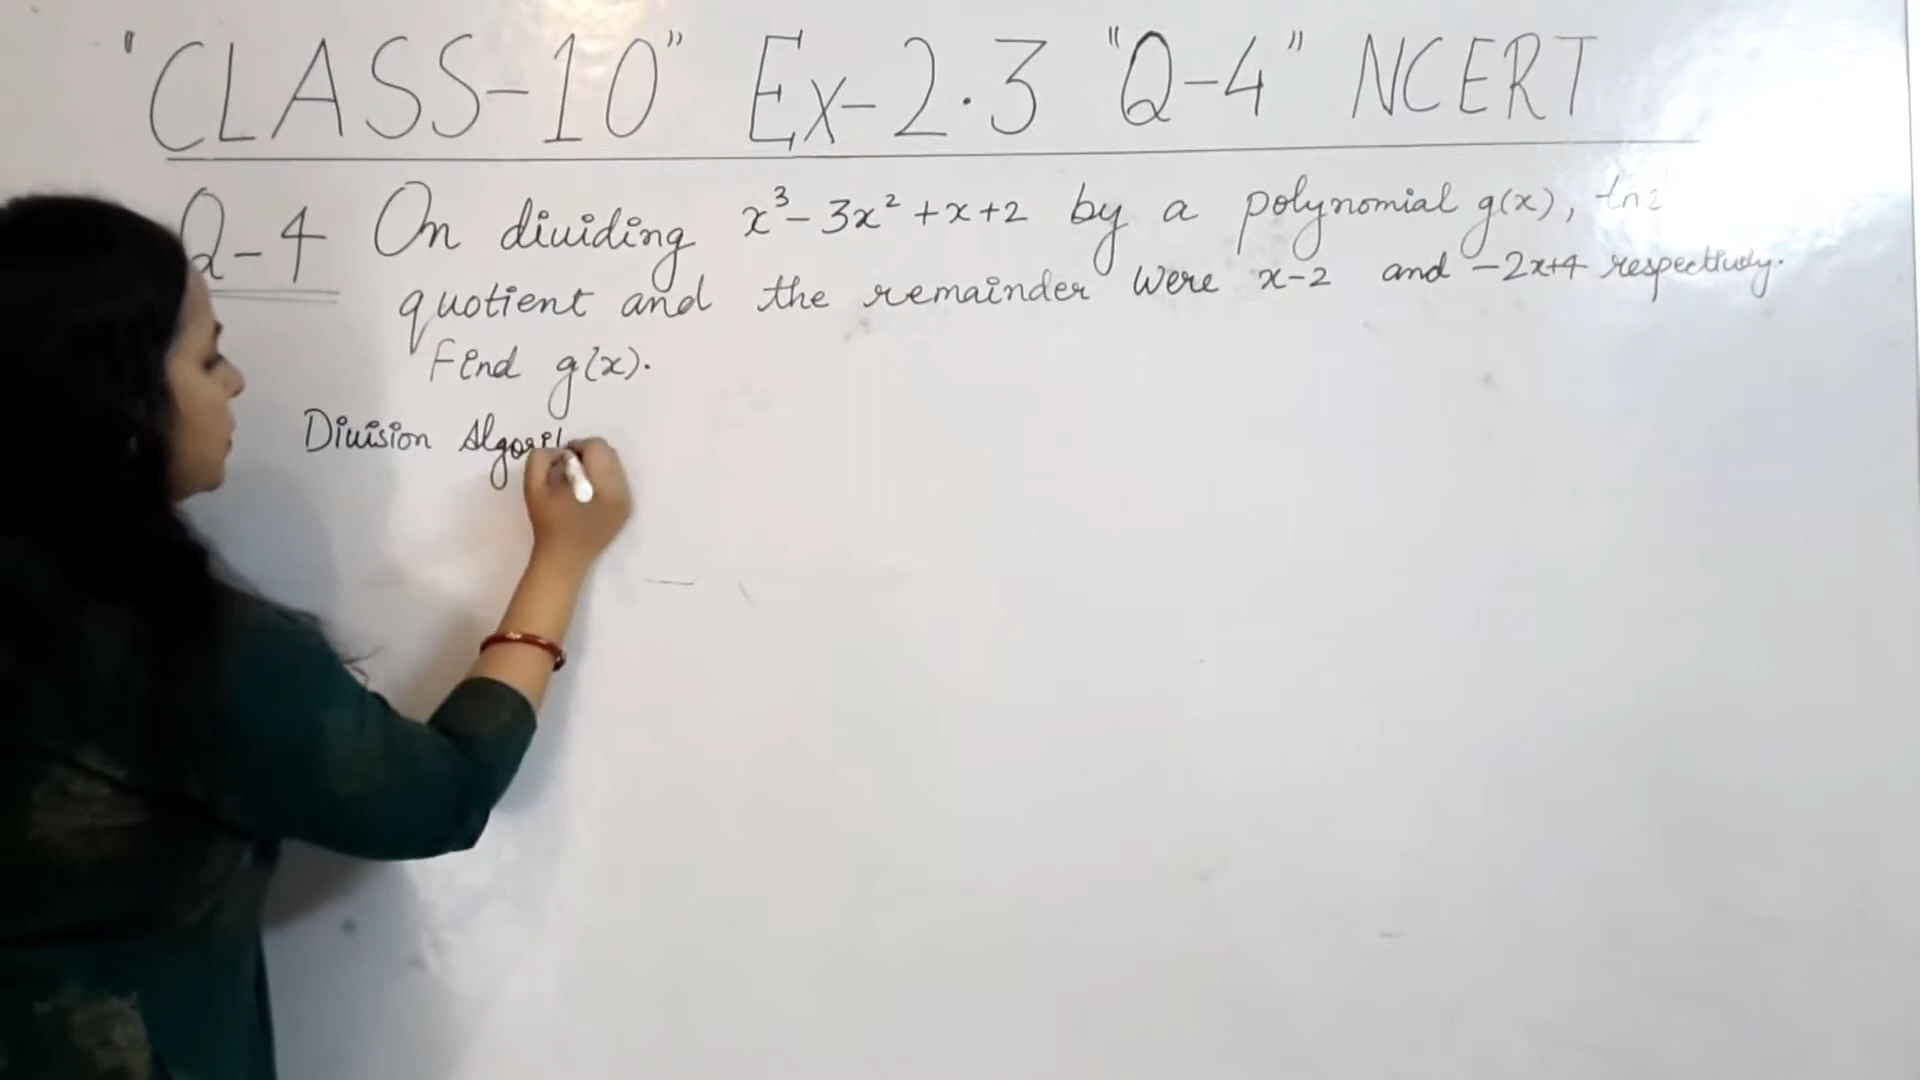 "CLASS-10" Ex-2.3 "Q-4" NCERT
Q-4 On dividing x³-3x²+x+2 by a polynomial g(x), the
quotient and the remainder were x-2 and -2x+4 respectively.
Find g(x).
Division